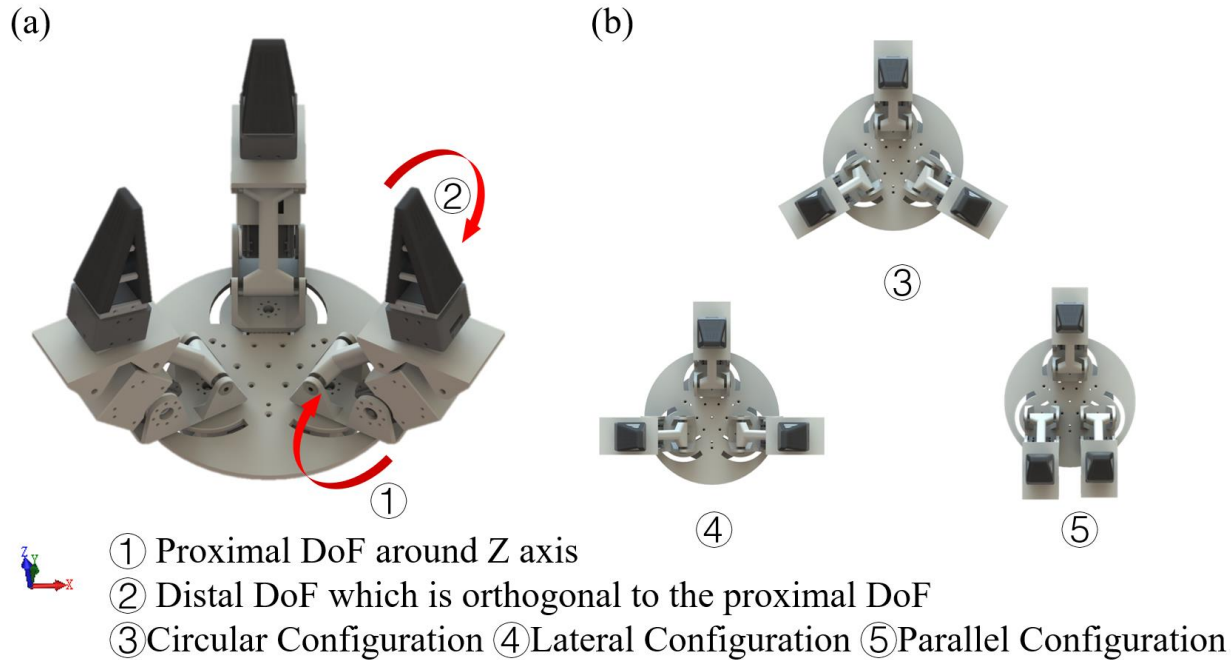 (a)
(b)
②
③
①
④
⑤
Z
Y
X
① Proximal DoF around Z axis
② Distal DoF which is orthogonal to the proximal DoF
③Circular Configuration ④Lateral Configuration ⑤Parallel Configuration